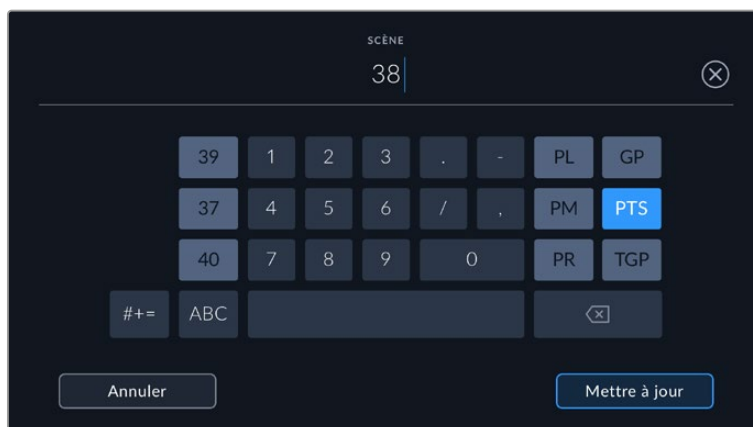 SCÈNE
38
39 1 2 3 . - PL GP
37 4 5 6 / , PM PTS
40 7 8 9 0 PR TGP
#+= ABC
Annuler Mettre à jour